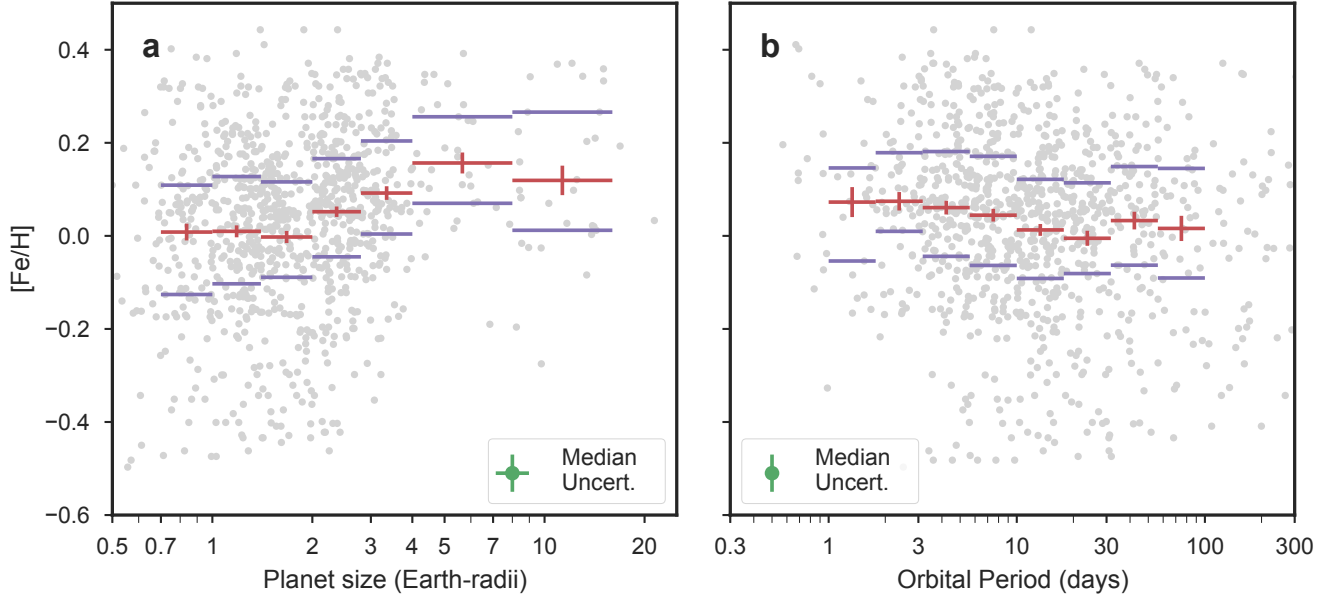 a
b
[Fe/H]
0.4
0.2
0.0
−0.2
−0.4
−0.6
Median
Uncert.
Median
Uncert.
0.5 0.7 1 2 3 4 5 7 10 20
0.3 1 3 10 30 100 300
Planet size (Earth-radii)
Orbital Period (days)